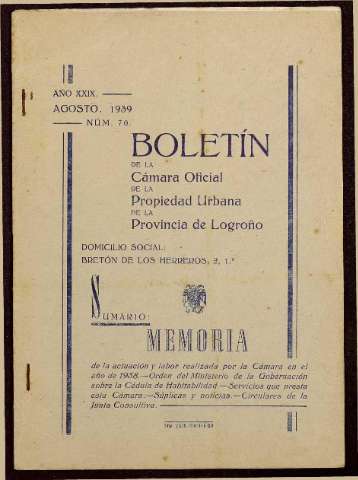 AÑO XXIX.
AGOSTO, 1939
NÚM. 76.
BOLETÍN
DE LA
Cámara Oficial
DE LA
Propiedad Urbana
DE LA
Provincia de Logroño
DOMICILIO SOCIAL:
BRETÓN DE LOS HERREROS, 2, 1.º
SUMARIO:
MEMORIA
de la actuación y labor realizada por la Cámara en el
año de 1938.—Orden del Ministerio de la Gobernación
sobre la Cédula de Habitabilidad.—Servicios que presta
esta Cámara.—Súplicas y noticias.—Circulares de la
Junta Consultiva.